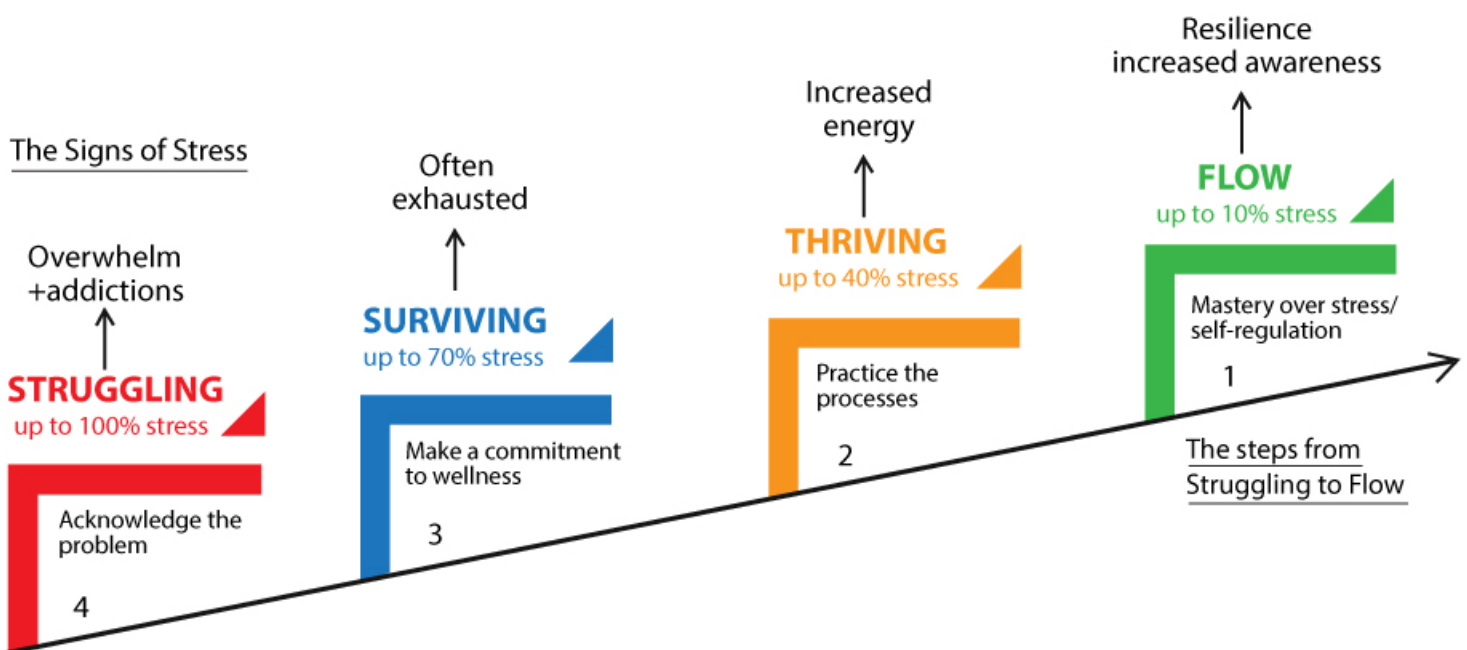 The Signs of Stress
Overwhelm
+addictions
STRUGGLING
up to 100% stress
Acknowledge the
problem
4
Often
exhausted
SURVIVING
up to 70% stress
Make a commitment
to wellness
3
Increased
energy
THRIVING
up to 40% stress
Practice the
processes
2
Resilience
increased awareness
FLOW
up to 10% stress
Mastery over stress/
self-regulation
1
The steps from
Struggling to Flow